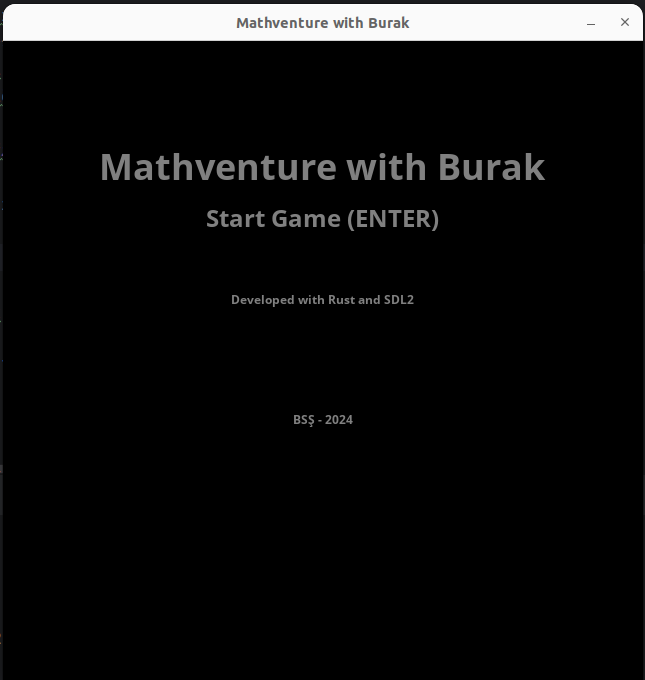 Mathventure with Burak
Mathventure with Burak
Start Game (ENTER)
Developed with Rust and SDL2
BSŞ - 2024